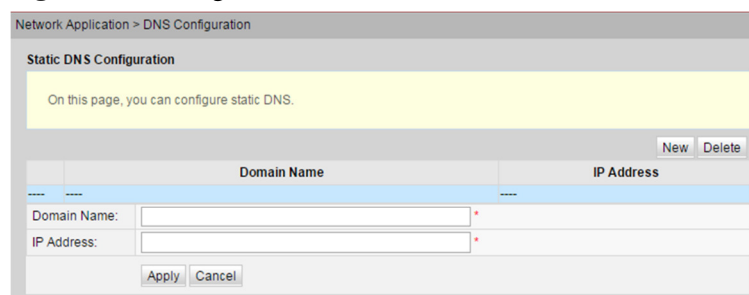 Network Application > DNS Configuration
Static DNS Configuration
On this page, you can configure static DNS.
New Delete
Domain Name IP Address
---- ---- ----
Domain Name: *
IP Address: *
Apply Cancel